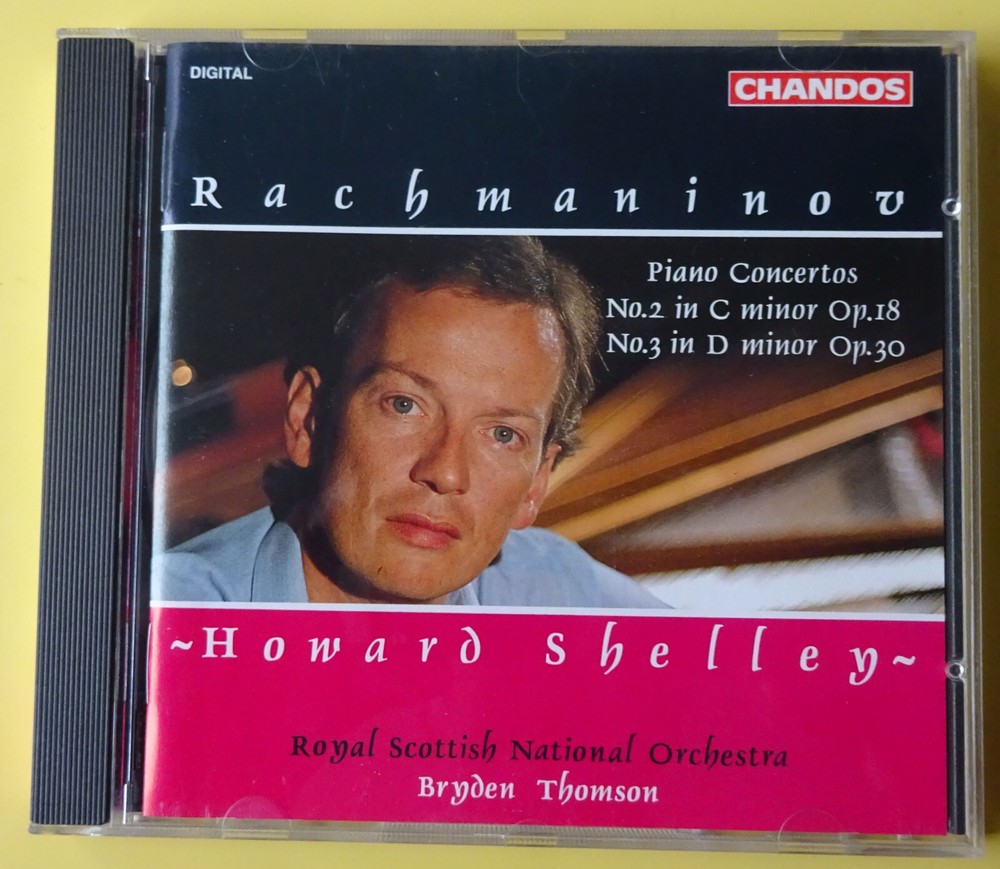 DIGITAL
CHANDOS
Rachmaninov
Piano Concertos
No.2 in C minor Op.18
No.3 in D minor Op.30
~Howard Shelley~
Royal Scottish National Orchestra
Bryden Thomson